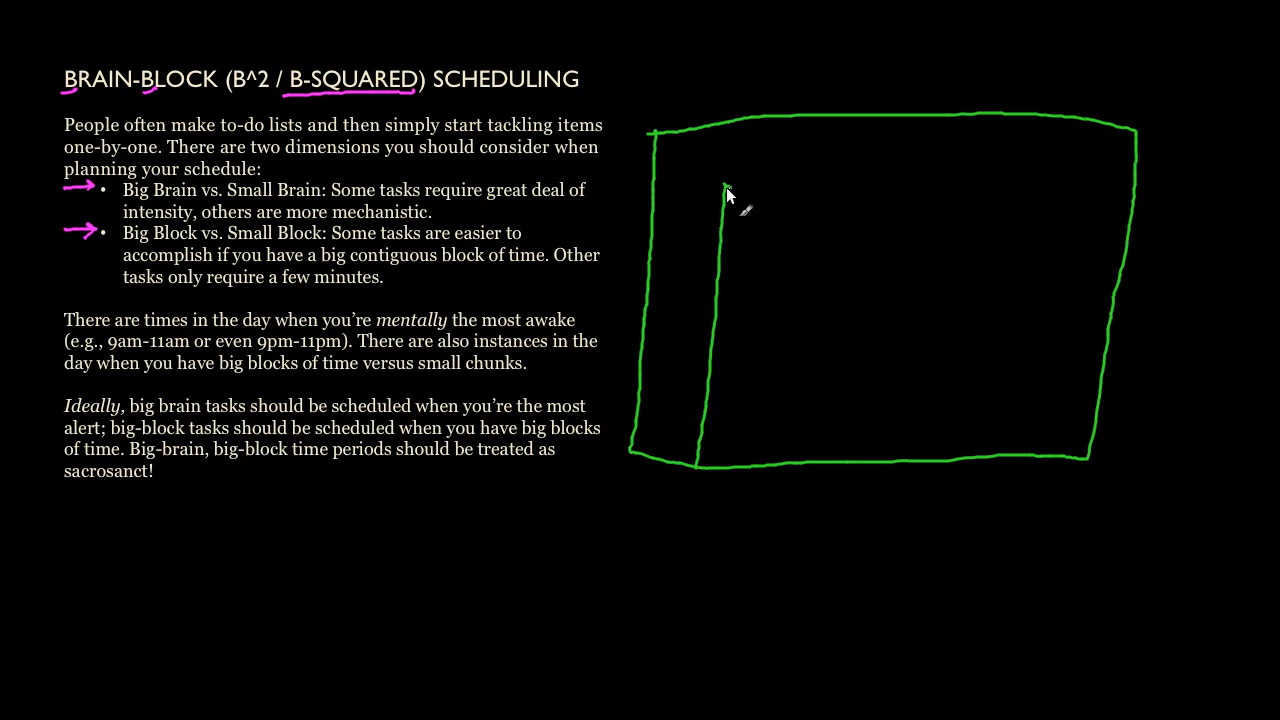 BRAIN-BLOCK (B^2 / B-SQUARED) SCHEDULING
People often make to-do lists and then simply start tackling items
one-by-one. There are two dimensions you should consider when
planning your schedule:
• Big Brain vs. Small Brain: Some tasks require great deal of
intensity, others are more mechanistic.
• Big Block vs. Small Block: Some tasks are easier to
accomplish if you have a big contiguous block of time. Other
tasks only require a few minutes.
There are times in the day when you’re mentally the most awake
(e.g., 9am-11am or even 9pm-11pm). There are also instances in the
day when you have big blocks of time versus small chunks.
Ideally, big brain tasks should be scheduled when you’re the most
alert; big-block tasks should be scheduled when you have big blocks
of time. Big-brain, big-block time periods should be treated as
sacrosanct!